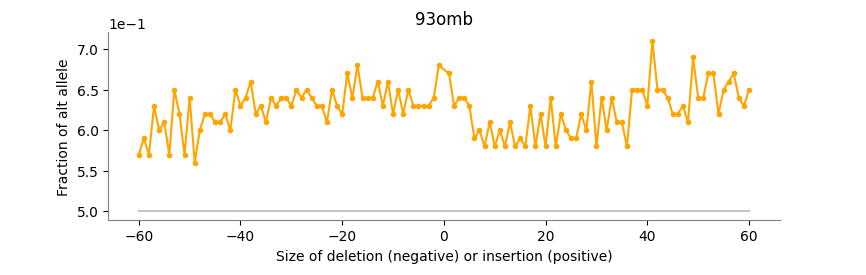 93omb
1e−1
7.0
6.5
6.0
5.5
5.0
Fraction of alt allele
−60 −40 −20 0 20 40 60
Size of deletion (negative) or insertion (positive)